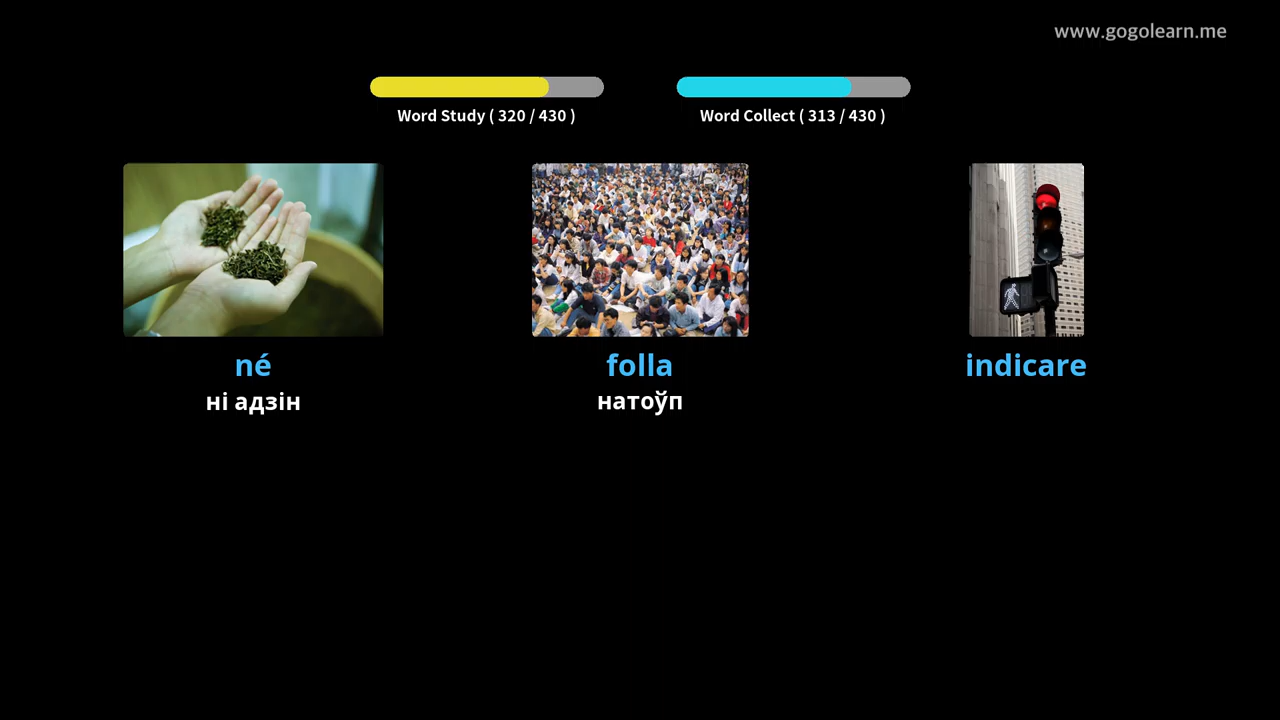 www.gogolearn.me
Word Study ( 320 / 430 )
Word Collect ( 313 / 430 )
né
ні адзін
folla
натоўп
indicare